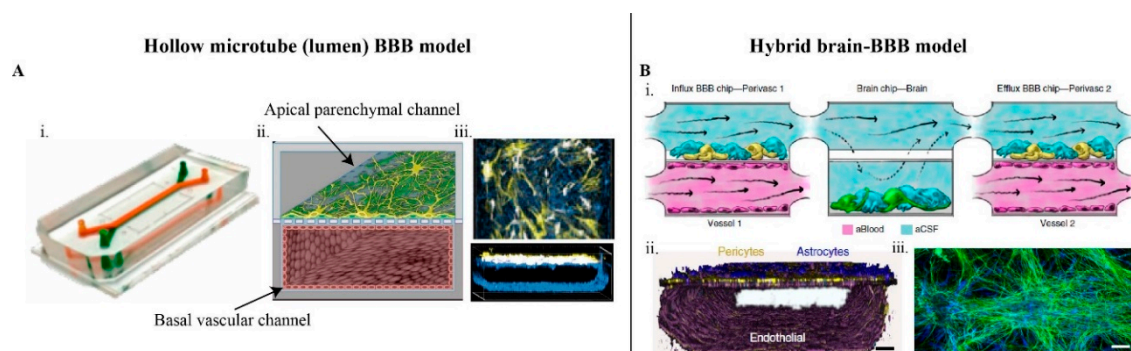 Hollow microtube (lumen) BBB model
A
Apical parenchymal channel
i.
ii.
iii.
Basal vascular channel
Hybrid brain-BBB model
B
i.
Influx BBB chip—Perivasc 1
Brain chip—Brain
Efflux BBB chip—Perivasc 2
Vessel 1
aBlood
aCSF
Vessel 2
ii.
Pericytes
Astrocytes
Endothelial
iii.